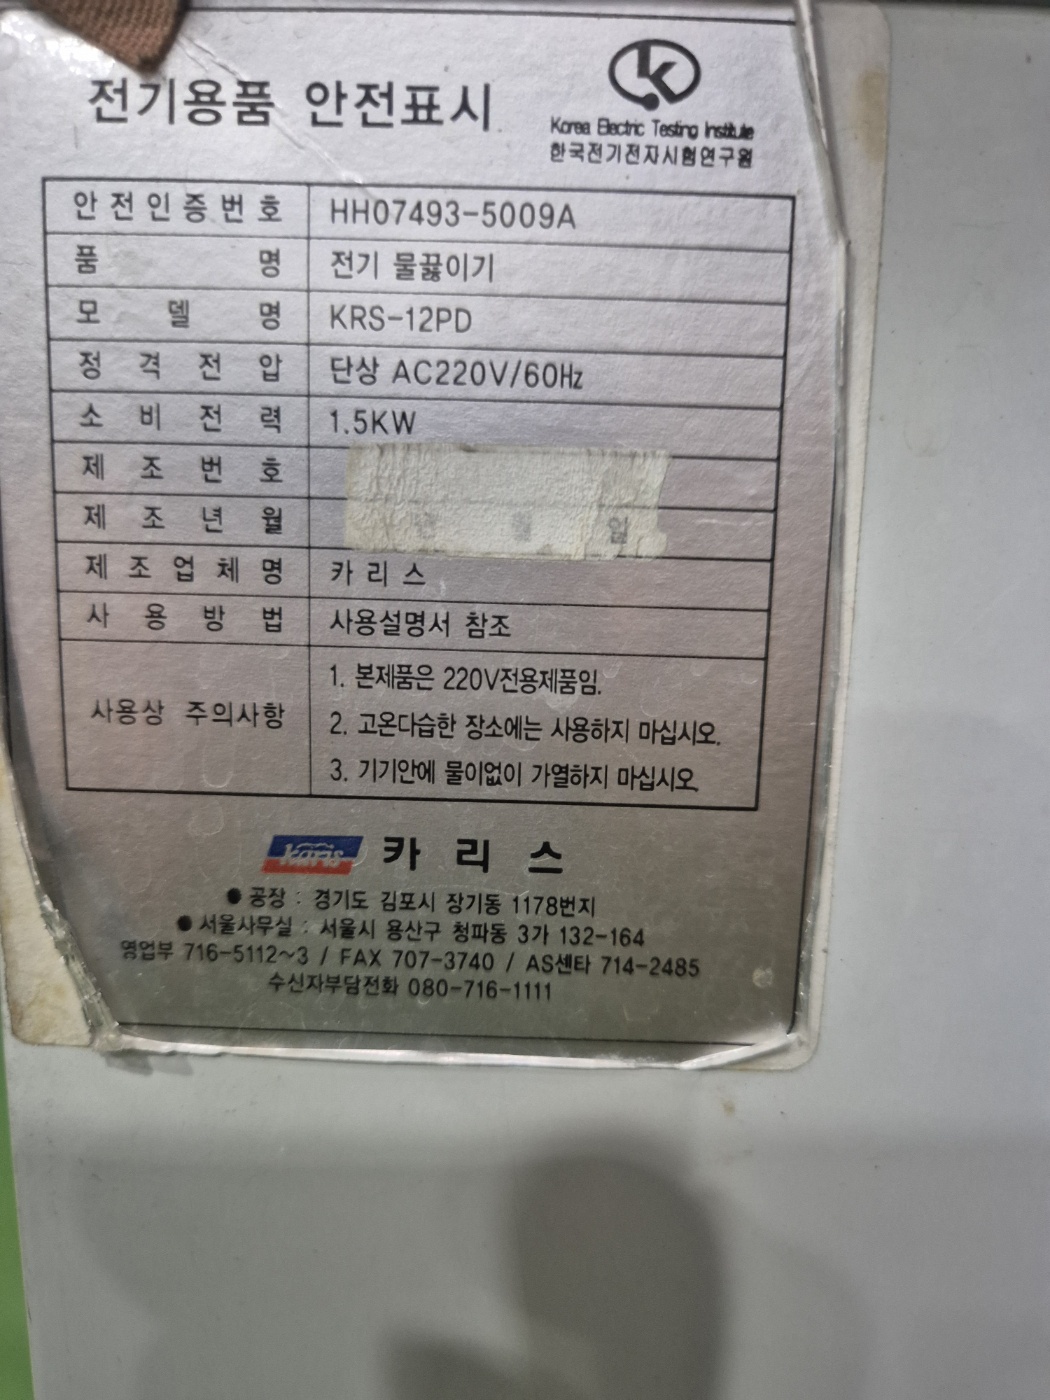 전기용품 안전표시
Korea Electric Testing Institute
한국전기전자시험연구원
안전인증번호 HH07493-5009A
품명 전기 물끓이기
모델명 KRS-12PD
정격전압 단상 AC220V/60Hz
소비전력 1.5KW
제조번호
제조년월 년 월 일
제조업체명 카리스
사용방법 사용설명서 참조
사용상 주의사항
1. 본제품은 220V전용제품임.
2. 고온다습한 장소에는 사용하지 마십시오.
3. 기기안에 물이없이 가열하지 마십시오.
karis 카리스
● 공장 : 경기도 김포시 장기동 1178번지
● 서울사무실 : 서울시 용산구 청파동 3가 132-164
영업부 716-5112~3 / FAX 707-3740 / AS센타 714-2485
수신자부담전화 080-716-1111